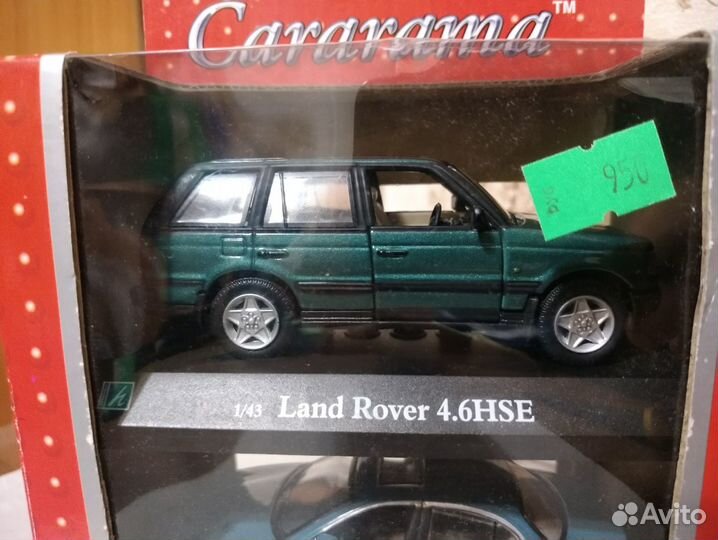 Cararama™
950
1/43 Land Rover 4.6HSE
Avito